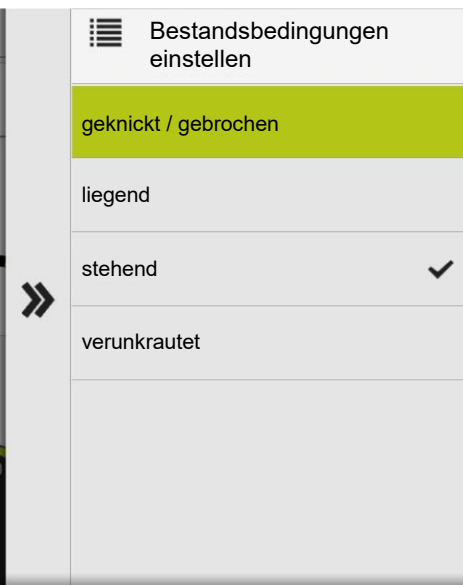 Bestandsbedingungen
einstellen
geknickt / gebrochen
liegend
stehend
verunkrautet